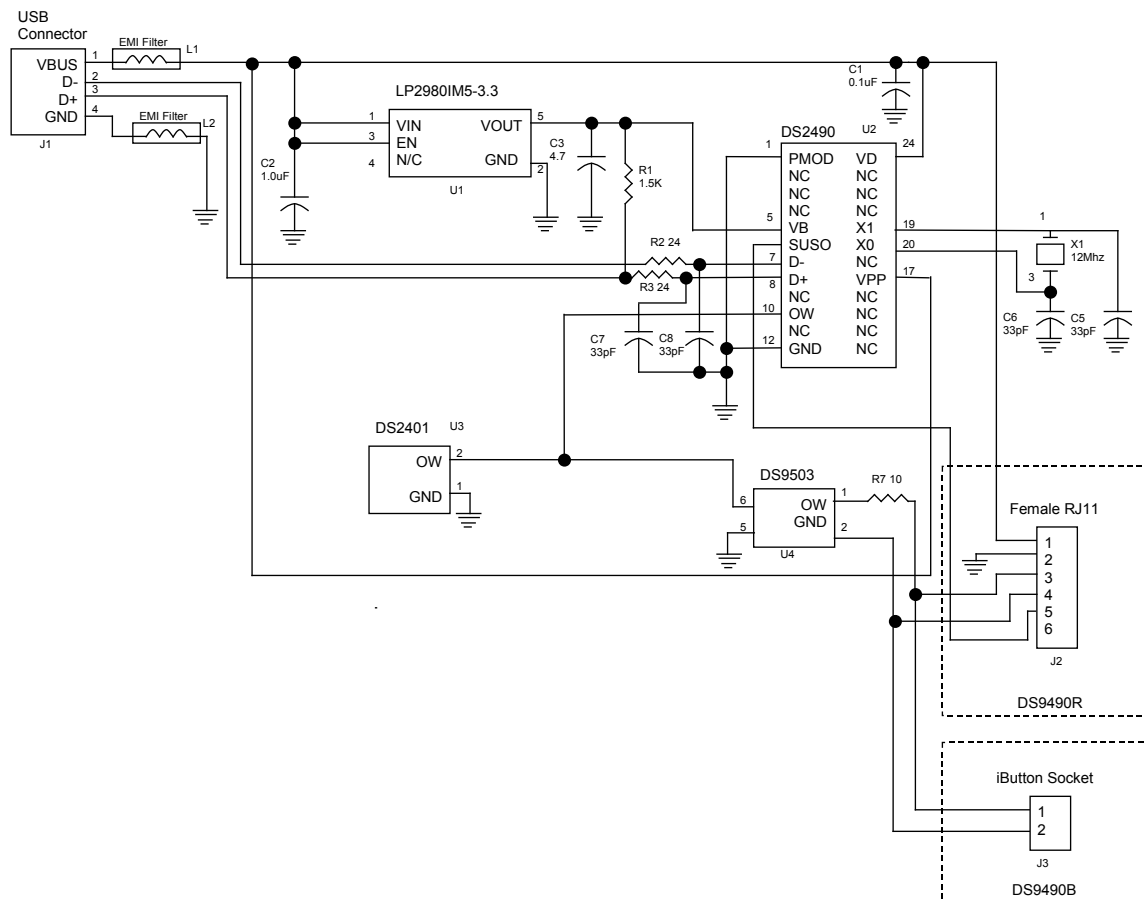 USB
Connector
VBUS
D-
D+
GND
J1
1
2
3
4
EMI Filter
L1
EMI Filter
L2
LP2980IM5-3.3
1
3
4
VIN
EN
N/C
VOUT
GND
5
2
U1
C2
1.0uF
C3
4.7
R1
1.5K
C1
0.1uF
DS2490
U2
1
PMOD
VD
24
NC
NC
NC
NC
NC
NC
5
VB
X1
19
SUSO
X0
20
7
D-
NC
8
D+
VPP
17
NC
NC
10
OW
NC
NC
NC
12
GND
NC
R2 24
R3 24
C7
33pF
C8
33pF
1
X1
12Mhz
3
C6
33pF
C5
33pF
DS2401
U3
OW
2
GND
1
DS9503
6
5
OW
GND
1
2
U4
R7 10
Female RJ11
1
2
3
4
5
6
J2
DS9490R
iButton Socket
1
2
J3
DS9490B